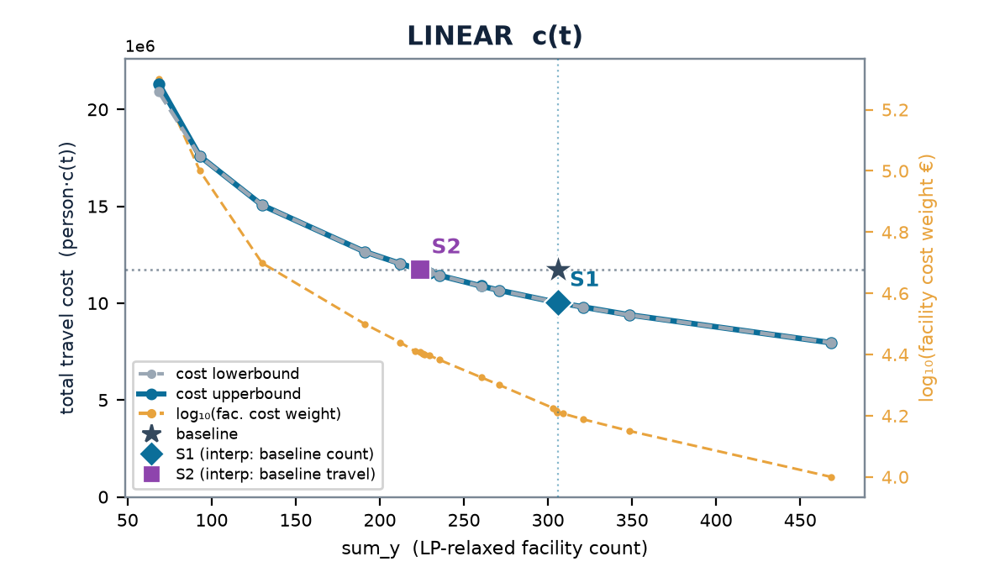 LINEAR c(t)
1e6
20
15
10
5
0
total travel cost (person·c(t))
5.2
5.0
4.8
4.6
4.4
4.2
4.0
log₁₀(facility cost weight €)
S2
S1
cost lowerbound
cost upperbound
log₁₀(fac. cost weight)
baseline
S1 (interp: baseline count)
S2 (interp: baseline travel)
50 100 150 200 250 300 350 400 450
sum_y (LP-relaxed facility count)